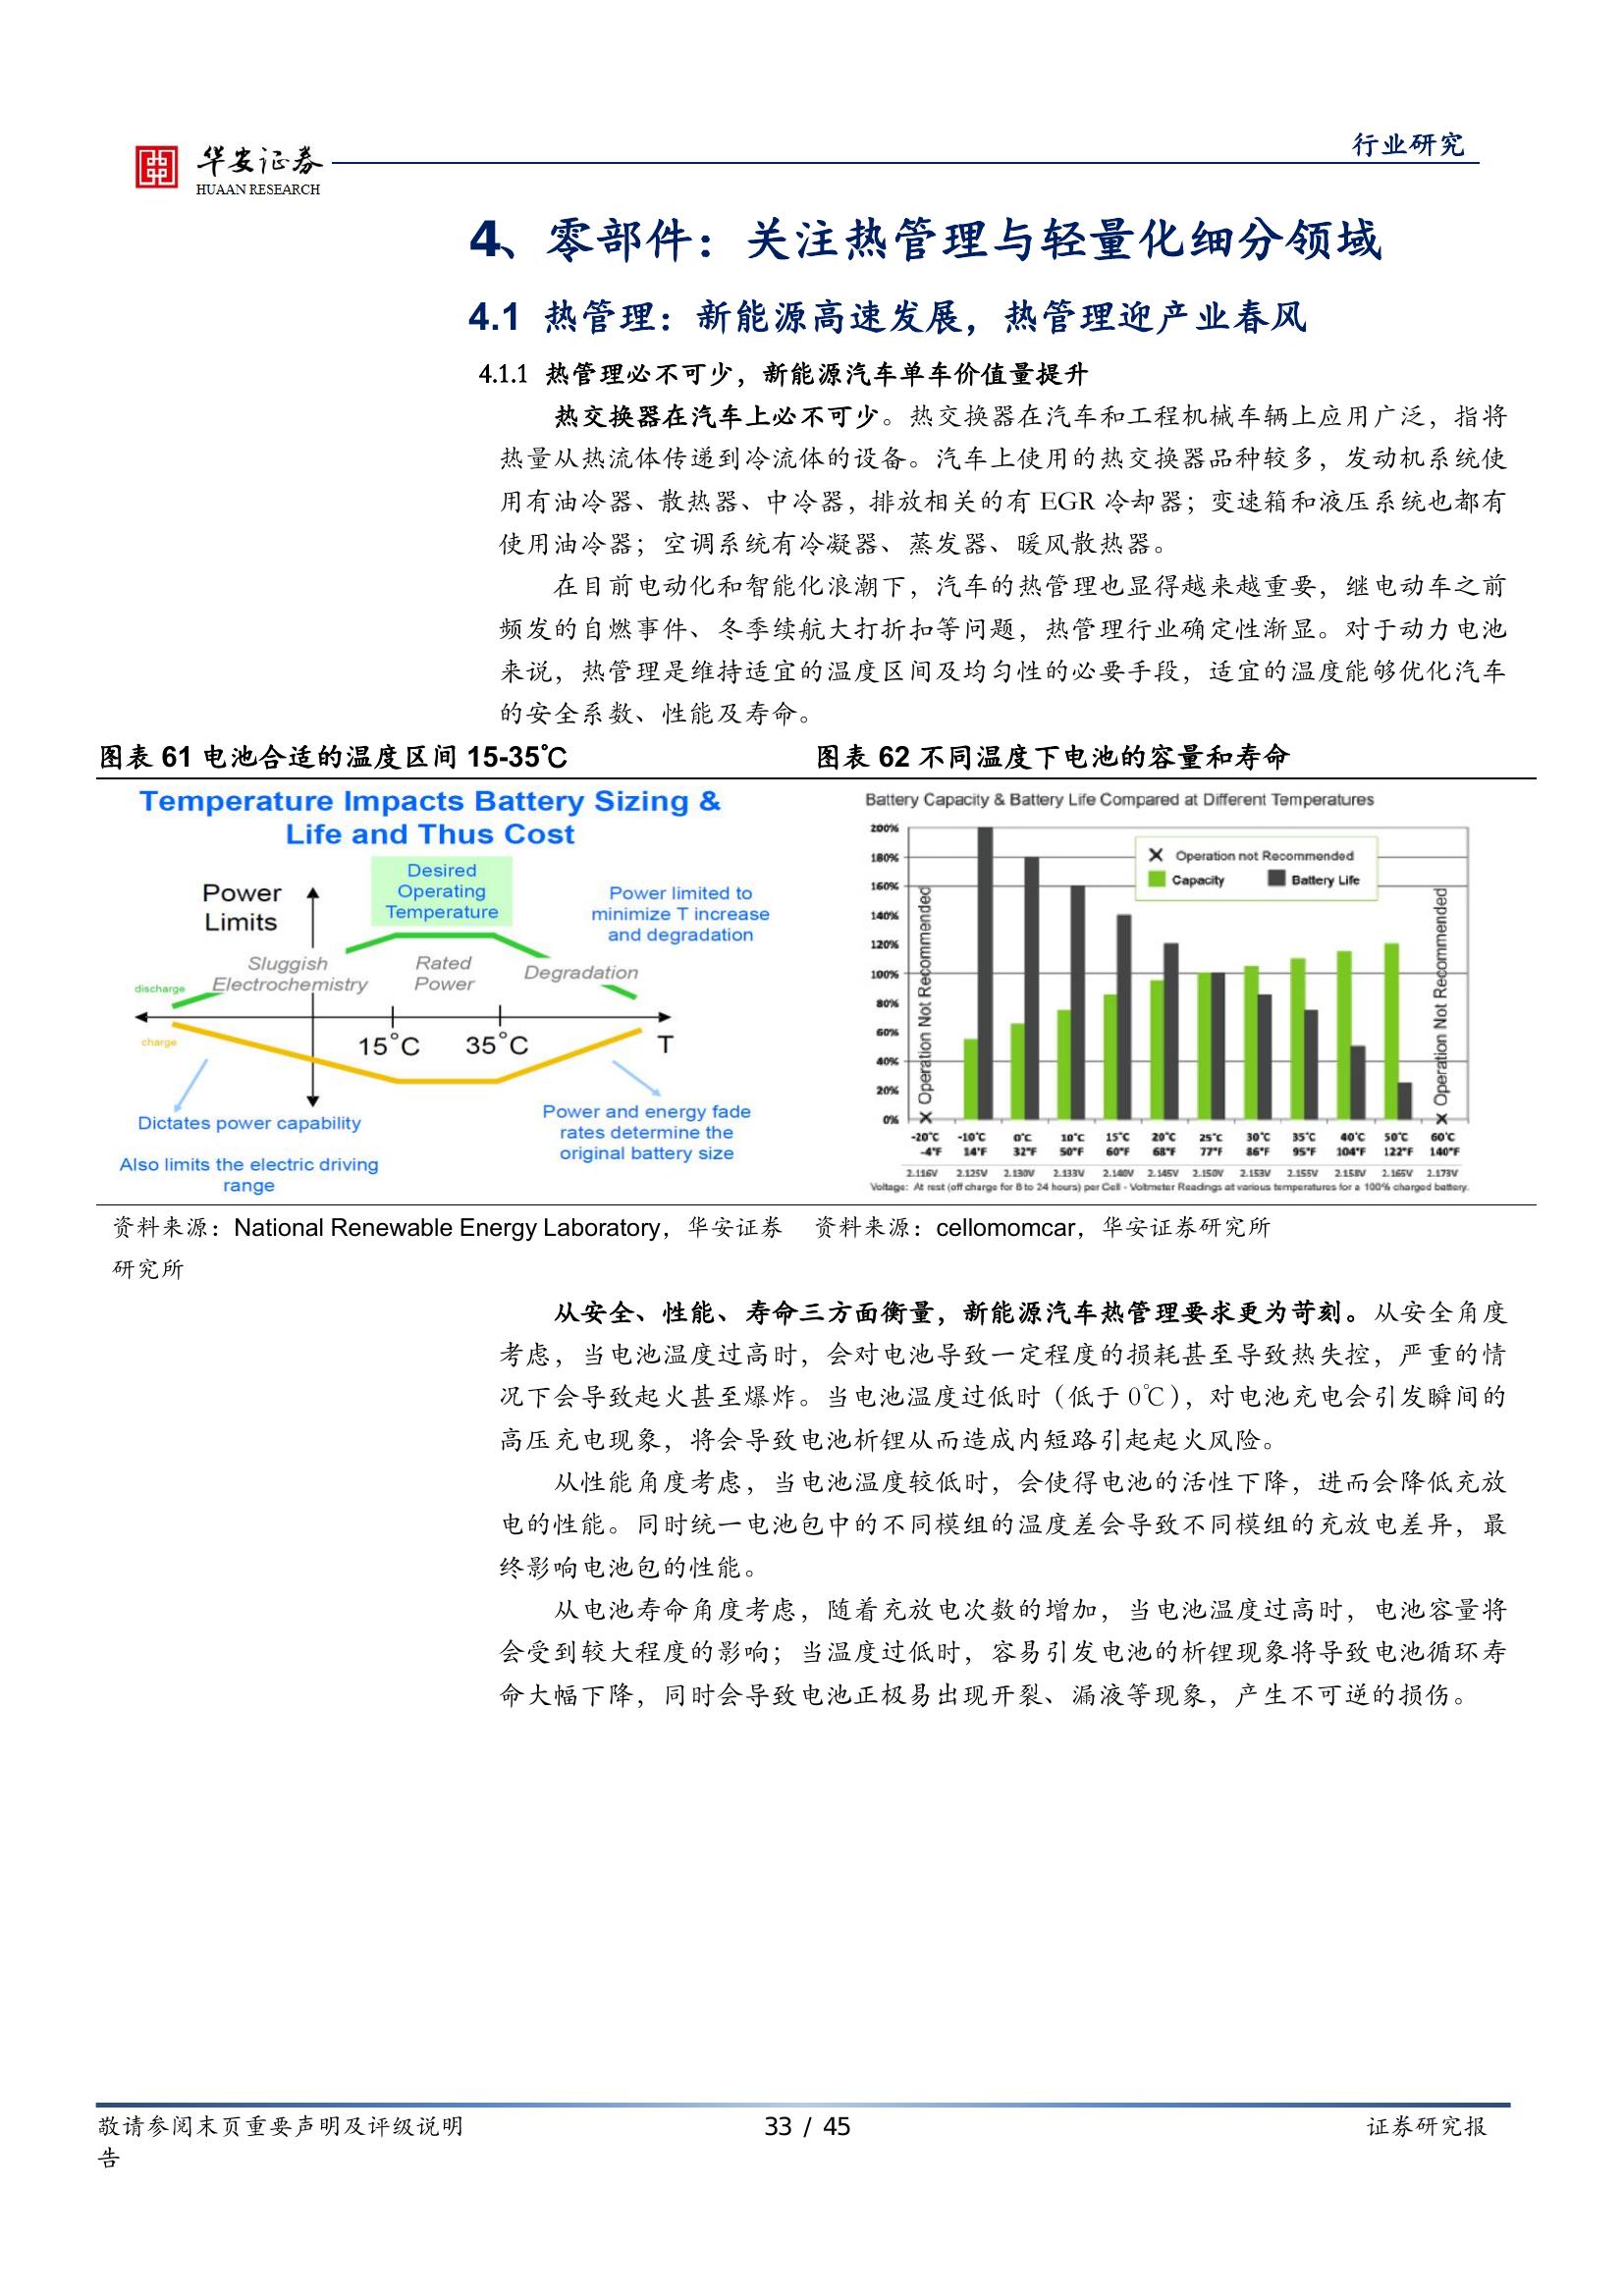 华安证券
HUAAN RESEARCH
行业研究
4、零部件：关注热管理与轻量化细分领域
4.1 热管理：新能源高速发展，热管理迎产业春风
4.1.1 热管理必不可少，新能源汽车单车价值量提升
热交换器在汽车上必不可少。热交换器在汽车和工程机械车辆上应用广泛，指将
热量从热流体传递到冷流体的设备。汽车上使用的热交换器品种较多，发动机系统使
用有油冷器、散热器、中冷器，排放相关的有 EGR 冷却器；变速箱和液压系统也都有
使用油冷器；空调系统有冷凝器、蒸发器、暖风散热器。
在目前电动化和智能化浪潮下，汽车的热管理也显得越来越重要，继电动车之前
频发的自燃事件、冬季续航大打折扣等问题，热管理行业确定性渐显。对于动力电池
来说，热管理是维持适宜的温度区间及均匀性的必要手段，适宜的温度能够优化汽车
的安全系数、性能及寿命。
图表 61 电池合适的温度区间 15-35℃
Temperature Impacts Battery Sizing &
Life and Thus Cost
Desired
Operating
Temperature
Power
Limits
Power limited to
minimize T increase
and degradation
Sluggish
Electrochemistry
Rated
Power
Degradation
discharge
charge
15°C
35°C
T
Dictates power capability
Also limits the electric driving
range
Power and energy fade
rates determine the
original battery size
图表 62 不同温度下电池的容量和寿命
Battery Capacity & Battery Life Compared at Different Temperatures
200%
180%
160%
140%
120%
100%
80%
60%
40%
20%
0%
X Operation not Recommended
Capacity Battery Life
X Operation Not Recommended
X Operation Not Recommended
-20°C -10°C 0°C 10°C 15°C 20°C 25°C 30°C 35°C 40°C 50°C 60°C
-4°F 14°F 32°F 50°F 60°F 68°F 77°F 86°F 95°F 104°F 122°F 140°F
2.116V 2.125V 2.130V 2.133V 2.140V 2.145V 2.150V 2.153V 2.155V 2.158V 2.165V 2.173V
Voltage: At rest (off charge for 8 to 24 hours) per Cell - Voltmeter Readings at various temperatures for a 100% charged battery.
资料来源：National Renewable Energy Laboratory，华安证券
研究所
资料来源：cellomomcar，华安证券研究所
从安全、性能、寿命三方面衡量，新能源汽车热管理要求更为苛刻。从安全角度
考虑，当电池温度过高时，会对电池导致一定程度的损耗甚至导致热失控，严重的情
况下会导致起火甚至爆炸。当电池温度过低时（低于 0℃），对电池充电会引发瞬间的
高压充电现象，将会导致电池析锂从而造成内短路引起起火风险。
从性能角度考虑，当电池温度较低时，会使得电池的活性下降，进而会降低充放
电的性能。同时统一电池包中的不同模组的温度差会导致不同模组的充放电差异，最
终影响电池包的性能。
从电池寿命角度考虑，随着充放电次数的增加，当电池温度过高时，电池容量将
会受到较大程度的影响；当温度过低时，容易引发电池的析锂现象将导致电池循环寿
命大幅下降，同时会导致电池正极易出现开裂、漏液等现象，产生不可逆的损伤。
敬请参阅末页重要声明及评级说明 33 / 45 证券研究报
告